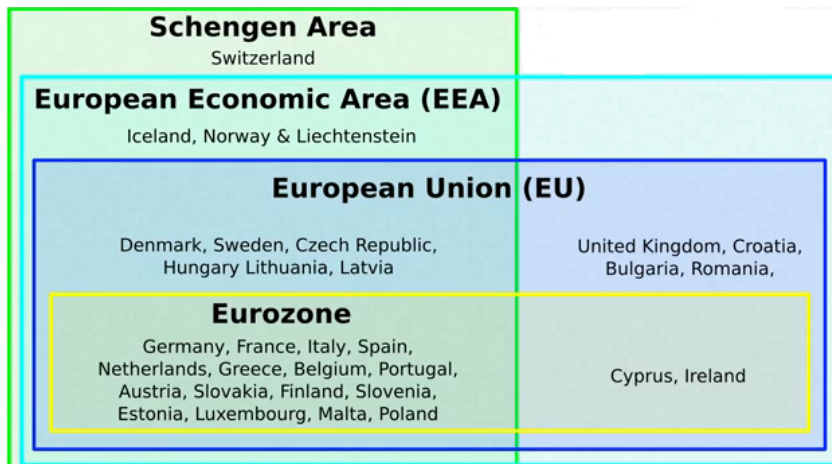 Schengen Area
Switzerland
European Economic Area (EEA)
Iceland, Norway & Liechtenstein
European Union (EU)
Denmark, Sweden, Czech Republic,
Hungary Lithuania, Latvia
United Kingdom, Croatia,
Bulgaria, Romania,
Eurozone
Germany, France, Italy, Spain,
Netherlands, Greece, Belgium, Portugal,
Austria, Slovakia, Finland, Slovenia,
Estonia, Luxembourg, Malta, Poland
Cyprus, Ireland